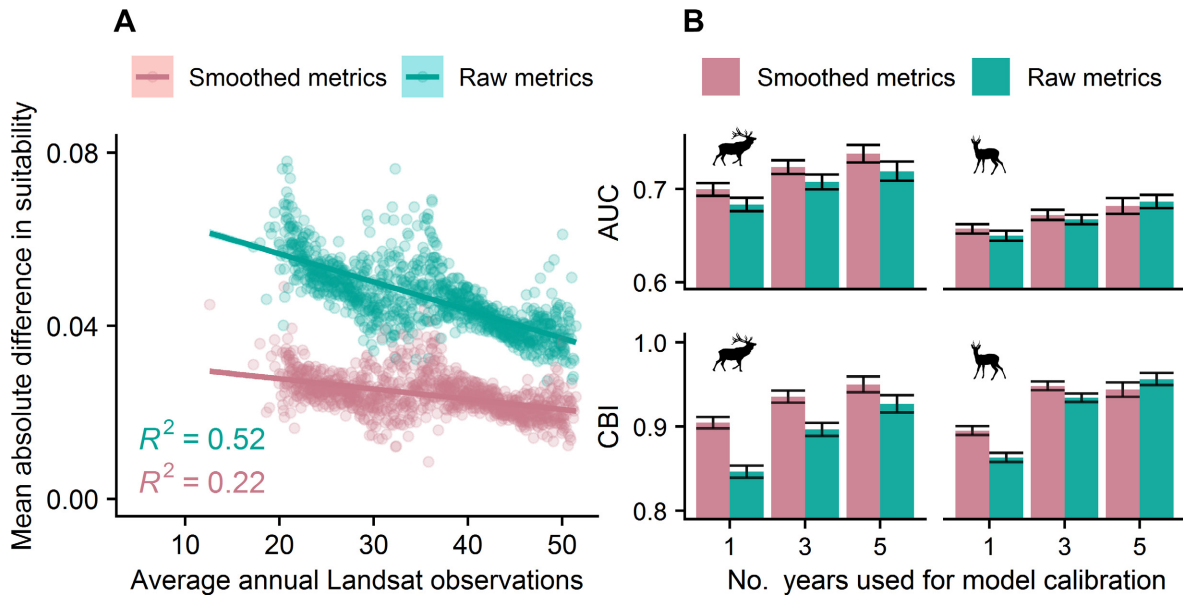 A
Smoothed metrics
Raw metrics
Mean absolute difference in suitability
0.08
0.04
0.00
R² = 0.52
R² = 0.22
10 20 30 40 50
Average annual Landsat observations
B
Smoothed metrics
Raw metrics
AUC
0.7
0.6
CBI
1.0
0.9
0.8
1 3 5
1 3 5
No. years used for model calibration